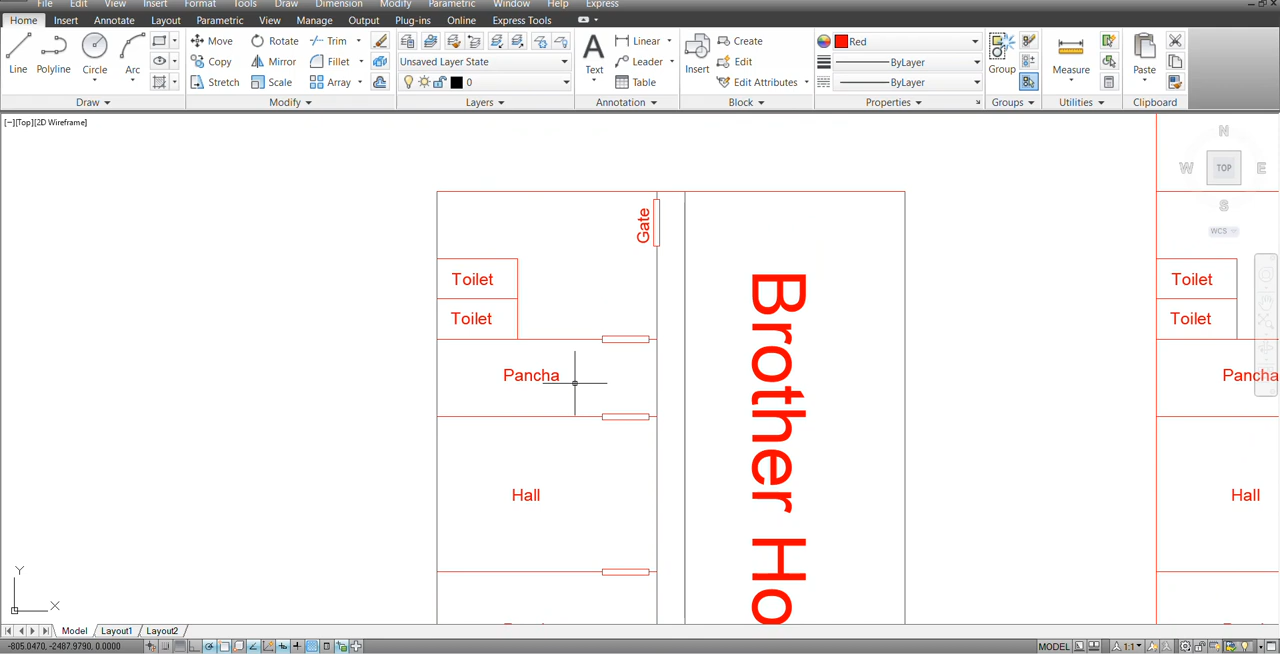 File Edit View Insert Format Tools Draw Dimension Modify Parametric Window Help Express
Home Insert Annotate Layout Parametric View Manage Output Plug-ins Online Express Tools
Line Polyline Circle Arc
Move Rotate Trim
Copy Mirror Fillet
Stretch Scale Array
Unsaved Layer State
0
Text
Linear
Leader
Table
Insert
Create
Edit
Edit Attributes
Red
ByLayer
ByLayer
Group
Measure
Paste
Draw Modify Layers Annotation Block Properties Groups Utilities Clipboard
[−][Top][2D Wireframe]
N
W TOP E
S
WCS
Gate
Toilet
Toilet
Pancha
Hall
Brother Ho
Toilet
Toilet
Pancha
Hall
Y
X
Model Layout1 Layout2
-805.0470, -2487.9790, 0.0000
MODEL
1:1